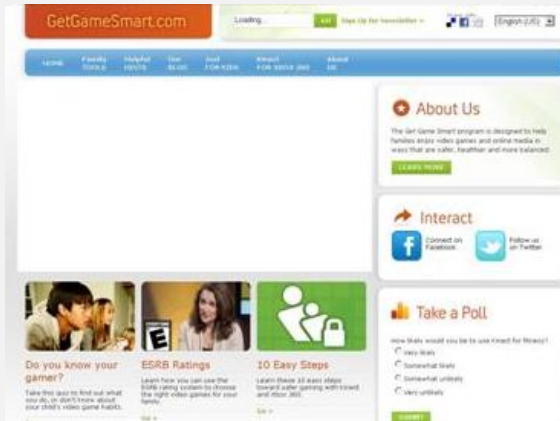 GetGameSmart.com
Loading...
Sign Up for Newsletter »
English (US)
HOME
Family
TOOLS
Helpful
HINTS
Our
BLOG
Just
FOR KIDS
Kinect
FOR XBOX 360
About
US
About Us
The Get Game Smart program is designed to help
families enjoy video games and online media in
ways that are safer, healthier and more balanced.
LEARN MORE
Interact
Connect on
Facebook
Follow us
on Twitter
Do you know your
gamer?
Take this quiz to find out what
you do, or don't know about
your child's video game habits.
E
ESRB Ratings
Learn how you can use the
ESRB rating system to choose
the right video games for your
family.
Go »
10 Easy Steps
Learn these 10 easy steps
toward safer gaming with Kinect
and Xbox 360.
Go »
Take a Poll
How likely would you be to use Kinect for fitness?
Very likely
Somewhat likely
Somewhat unlikely
Very unlikely
SUBMIT